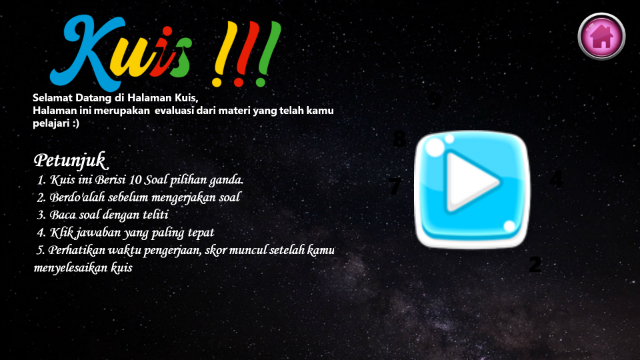 Kuis !!!
Selamat Datang di Halaman Kuis,
Halaman ini merupakan evaluasi dari materi yang telah kamu
pelajari :)
Petunjuk
1. Kuis ini Berisi 10 Soal pilihan ganda.
2. Berdo'alah sebelum mengerjakan soal
3. Baca soal dengan teliti
4. Klik jawaban yang paling tepat
5. Perhatikan waktu pengerjaan, skor muncul setelah kamu
menyelesaikan kuis
9
8
7
4
2